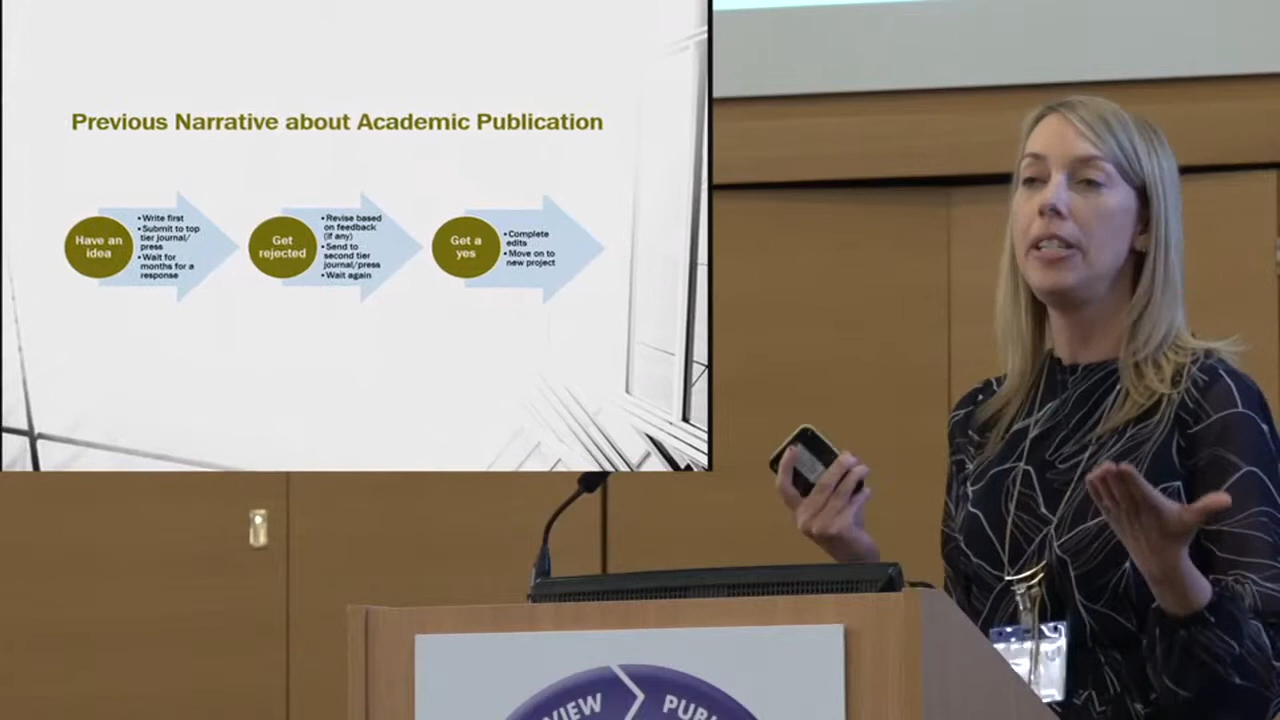 Previous Narrative about Academic Publication
Have an
idea
• Write first
• Submit to top
tier journal/
press
• Wait for
months for a
response
Get
rejected
• Revise based
on feedback
(if any)
• Send to
second tier
journal/press
• Wait again
Get a
yes
• Complete
edits
• Move on to
new project